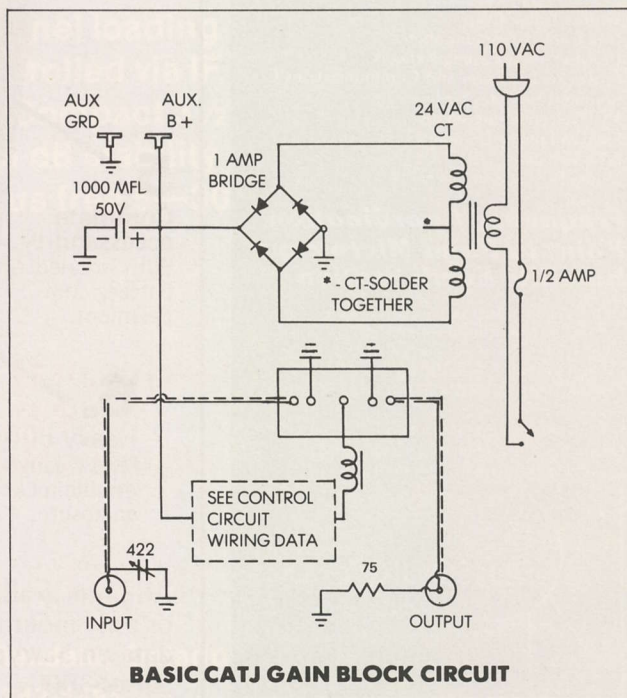 110 VAC
AUX
GRD
AUX.
B +
24 VAC
CT
1 AMP
BRIDGE
1000 MFL
50V
- +
*
* - CT-SOLDER
TOGETHER
1/2 AMP
SEE CONTROL
CIRCUIT
WIRING DATA
422
75
INPUT
OUTPUT
BASIC CATJ GAIN BLOCK CIRCUIT